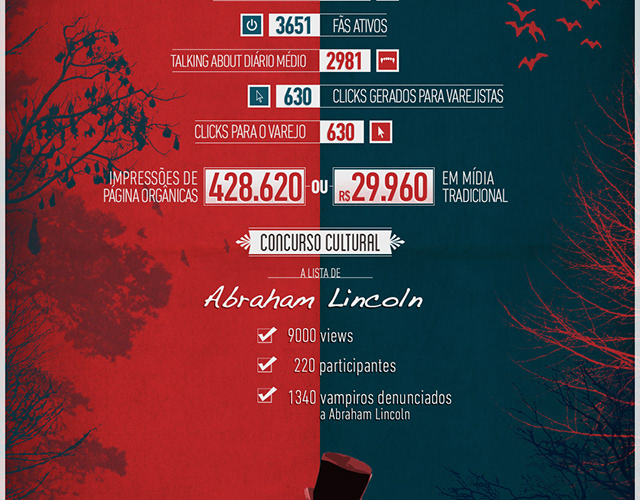 3651 FÃS ATIVOS
TALKING ABOUT DIÁRIO MÉDIO 2981
630 CLICKS GERADOS PARA VAREJISTAS
CLICKS PARA O VAREJO 630
IMPRESSÕES DE
PÁGINA ORGÂNICAS
428.620 OU R$ 29.960
EM MÍDIA
TRADICIONAL
CONCURSO CULTURAL
A LISTA DE
Abraham Lincoln
9000 views
220 participantes
1340 vampiros denunciados
a Abraham Lincoln